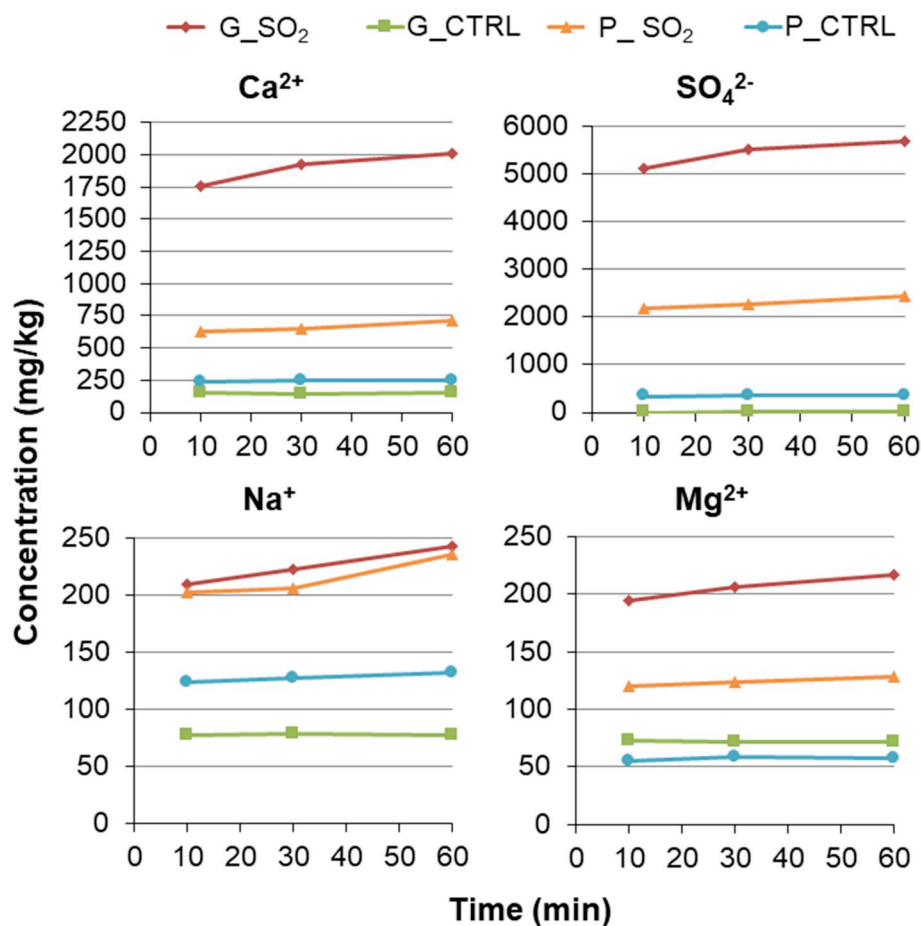 G_SO₂ G_CTRL P_ SO₂ P_CTRL
Ca²⁺
2250
2000
1750
1500
1250
1000
750
500
250
0
0 10 20 30 40 50 60
SO₄²⁻
6000
5000
4000
3000
2000
1000
0
0 10 20 30 40 50 60
Na⁺
250
200
150
100
50
0
0 10 20 30 40 50 60
Mg²⁺
250
200
150
100
50
0
0 10 20 30 40 50 60
Concentration (mg/kg)
Time (min)